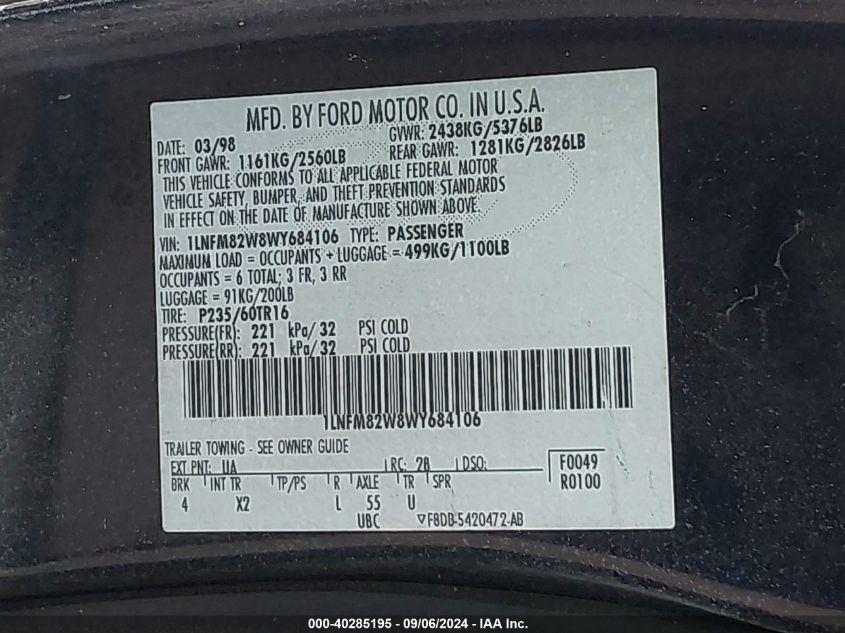 MFD. BY FORD MOTOR CO. IN U.S.A.
DATE: 03/98 GVWR: 2438KG/5376LB
FRONT GAWR: 1161KG/2560LB REAR GAWR: 1281KG/2826LB
THIS VEHICLE CONFORMS TO ALL APPLICABLE FEDERAL MOTOR
VEHICLE SAFETY, BUMPER, AND THEFT PREVENTION STANDARDS
IN EFFECT ON THE DATE OF MANUFACTURE SHOWN ABOVE.
VIN: 1LNFM82W8WY684106 TYPE: PASSENGER
MAXIMUM LOAD = OCCUPANTS + LUGGAGE = 499KG/1100LB
OCCUPANTS = 6 TOTAL; 3 FR, 3 RR
LUGGAGE = 91KG/200LB
TIRE: P235/60TR16
PRESSURE(FR): 221 kPa/ 32 PSI COLD
PRESSURE(RR): 221 kPa/ 32 PSI COLD
1LNFM82W8WY684106
TRAILER TOWING - SEE OWNER GUIDE
EXT PNT: UA RC: 28 DSO: F0049
BRK INT TR TP/PS R AXLE TR SPR R0100
4 X2 L 55 U
UBC ▽F8DB-5420472-AB
000-40285195 - 09/06/2024 - IAA Inc.